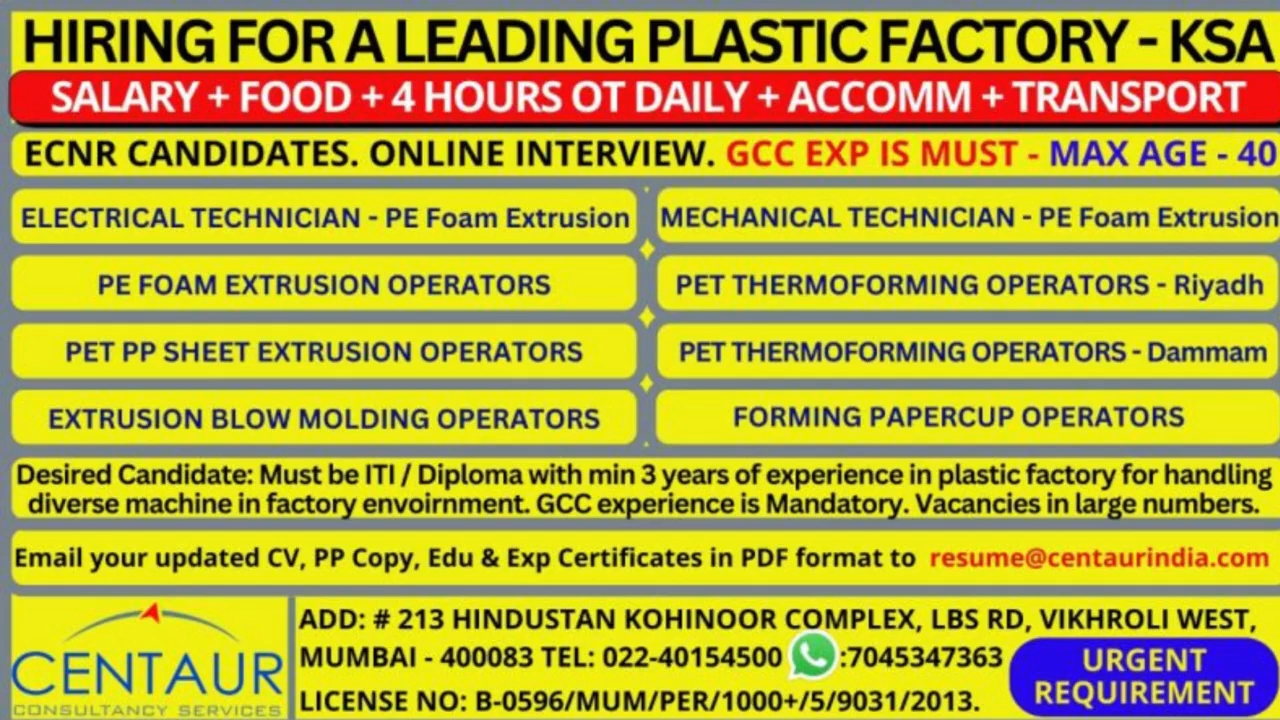 HIRING FOR A LEADING PLASTIC FACTORY - KSA
SALARY + FOOD + 4 HOURS OT DAILY + ACCOMM + TRANSPORT
ECNR CANDIDATES. ONLINE INTERVIEW. GCC EXP IS MUST - MAX AGE - 40
ELECTRICAL TECHNICIAN - PE Foam Extrusion
MECHANICAL TECHNICIAN - PE Foam Extrusion
PE FOAM EXTRUSION OPERATORS
PET THERMOFORMING OPERATORS - Riyadh
PET PP SHEET EXTRUSION OPERATORS
PET THERMOFORMING OPERATORS - Dammam
EXTRUSION BLOW MOLDING OPERATORS
FORMING PAPERCUP OPERATORS
Desired Candidate: Must be ITI / Diploma with min 3 years of experience in plastic factory for handling
diverse machine in factory envoirnment. GCC experience is Mandatory. Vacancies in large numbers.
Email your updated CV, PP Copy, Edu & Exp Certificates in PDF format to resume@centaurindia.com
CENTAUR
CONSULTANCY SERVICES
ADD: # 213 HINDUSTAN KOHINOOR COMPLEX, LBS RD, VIKHROLI WEST,
MUMBAI - 400083 TEL: 022-40154500 :7045347363
LICENSE NO: B-0596/MUM/PER/1000+/5/9031/2013.
URGENT
REQUIREMENT